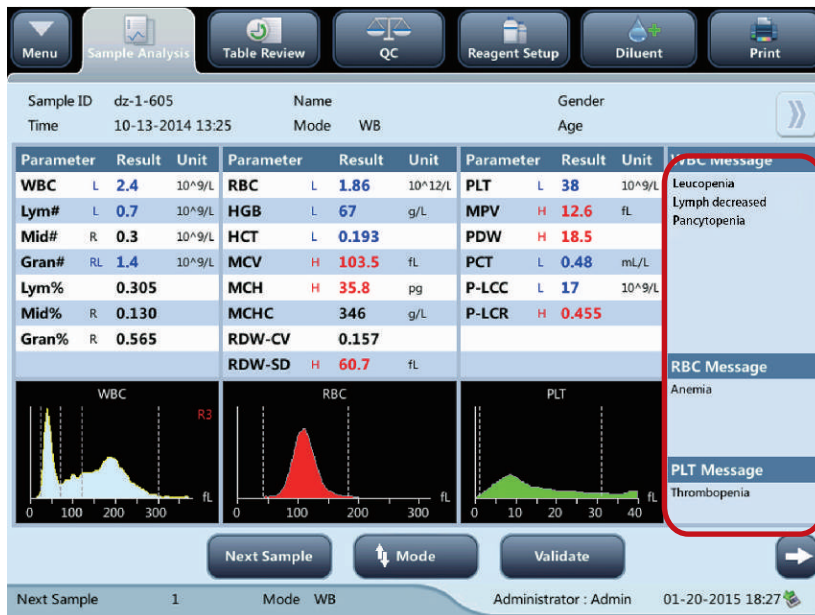 Menu Sample Analysis Table Review QC Reagent Setup Diluent Print
Sample ID dz-1-605 Name Gender
Time 10-13-2014 13:25 Mode WB Age
Parameter Result Unit Parameter Result Unit Parameter Result Unit WBC Message
WBC L 2.4 10^9/L RBC L 1.86 10^12/L PLT L 38 10^9/L Leucopenia
Lym# L 0.7 10^9/L HGB L 67 g/L MPV H 12.6 fL Lymph decreased
Mid# R 0.3 10^9/L HCT L 0.193 PDW H 18.5 Pancytopenia
Gran# RL 1.4 10^9/L MCV H 103.5 fL PCT L 0.48 mL/L
Lym% 0.305 MCH H 35.8 pg P-LCC L 17 10^9/L
Mid% R 0.130 MCHC 346 g/L P-LCR H 0.455
Gran% R 0.565 RDW-CV 0.157
RDW-SD H 60.7 fL RBC Message
WBC RBC PLT Anemia
R3
PLT Message
Thrombopenia
fL fL fL
0 100 200 300 0 100 200 300 0 10 20 30 40
Next Sample Mode Validate
Next Sample 1 Mode WB Administrator : Admin 01-20-2015 18:27